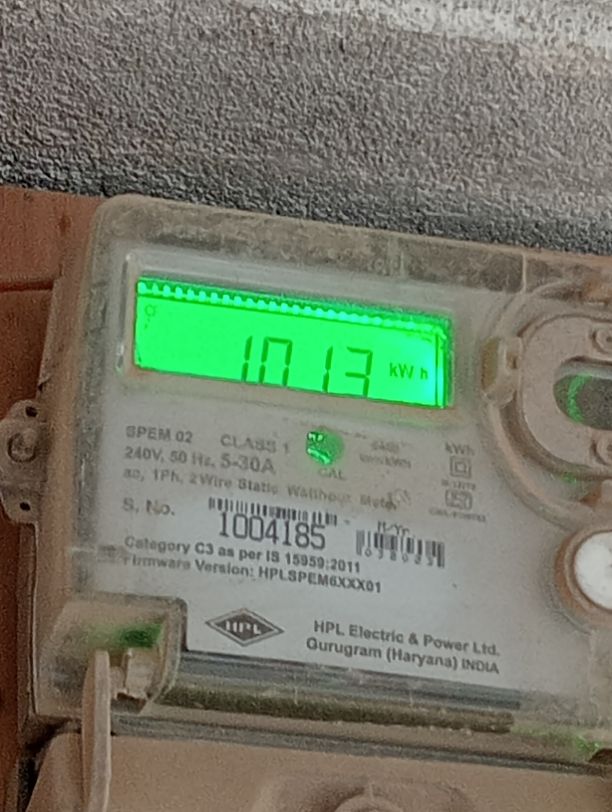 1013 kW h
SPEM 02 CLASS 1
240V, 50 Hz, 5-30A CAL
ac, 1Ph, 2Wire Static Watthour Meter
kWh
S. No. 1004185
Category C3 as per IS 15959:2011
Firmware Version: HPLSPEM6XXX01
HPL
HPL Electric & Power Ltd.
Gurugram (Haryana) INDIA